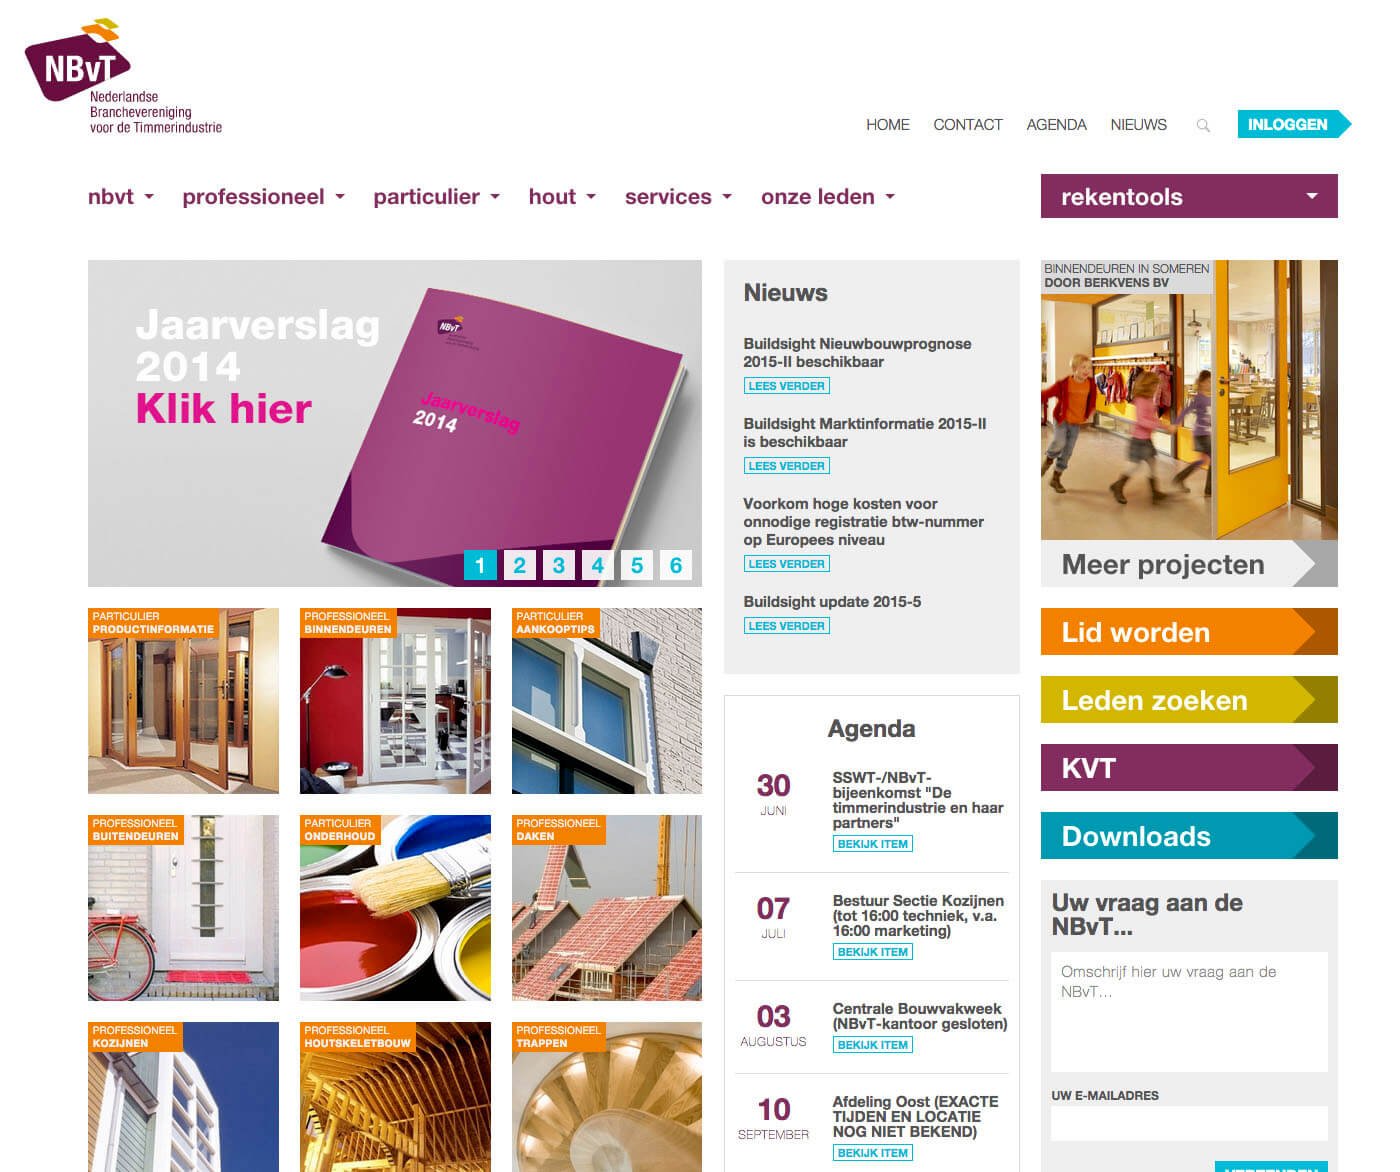 NBvT
Nederlandse
Branchevereniging
voor de Timmerindustrie
HOME CONTACT AGENDA NIEUWS INLOGGEN
nbvt professioneel particulier hout services onze leden rekentools
Jaarverslag
2014
Klik hier
NBvT
Jaarverslag
2014
1 2 3 4 5 6
PARTICULIER
PRODUCTINFORMATIE
PROFESSIONEEL
BINNENDEUREN
PARTICULIER
AANKOOPTIPS
PROFESSIONEEL
BUITENDEUREN
PARTICULIER
ONDERHOUD
PROFESSIONEEL
DAKEN
PROFESSIONEEL
KOZIJNEN
PROFESSIONEEL
HOUTSKELETBOUW
PROFESSIONEEL
TRAPPEN
Nieuws
Buildsight Nieuwbouwprognose
2015-II beschikbaar
LEES VERDER
Buildsight Marktinformatie 2015-II
is beschikbaar
LEES VERDER
Voorkom hoge kosten voor
onnodige registratie btw-nummer
op Europees niveau
LEES VERDER
Buildsight update 2015-5
LEES VERDER
Agenda
30
JUNI
SSWT-/NBvT-
bijeenkomst "De
timmerindustrie en haar
partners"
BEKIJK ITEM
07
JULI
Bestuur Sectie Kozijnen
(tot 16:00 techniek, v.a.
16:00 marketing)
BEKIJK ITEM
03
AUGUSTUS
Centrale Bouwvakweek
(NBvT-kantoor gesloten)
BEKIJK ITEM
10
SEPTEMBER
Afdeling Oost (EXACTE
TIJDEN EN LOCATIE
NOG NIET BEKEND)
BEKIJK ITEM
BINNENDEUREN IN SOMEREN
DOOR BERKVENS BV
Meer projecten
Lid worden
Leden zoeken
KVT
Downloads
Uw vraag aan de
NBvT...
Omschrijf hier uw vraag aan de
NBvT...
UW E-MAILADRES